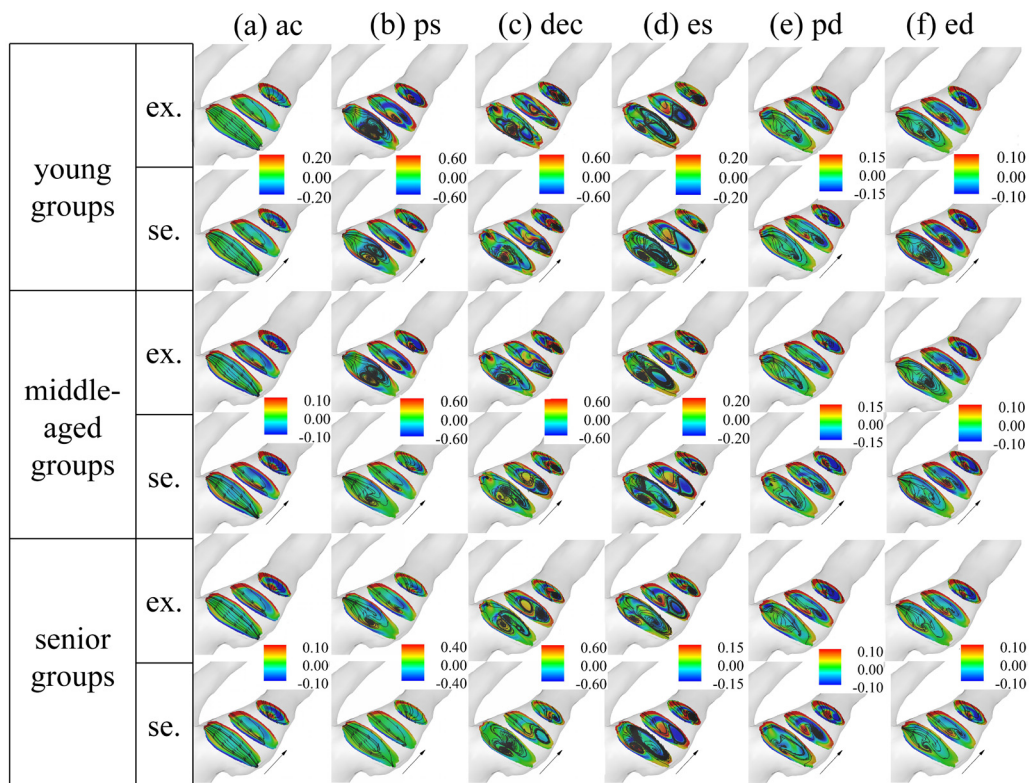 (a) ac (b) ps (c) dec (d) es (e) pd (f) ed
young
groups
ex.
0.20 0.60 0.60 0.20 0.15 0.10
0.00 0.00 0.00 0.00 0.00 0.00
-0.20 -0.60 -0.60 -0.20 -0.15 -0.10
se.
middle-
aged
groups
ex.
0.10 0.60 0.60 0.20 0.15 0.10
0.00 0.00 0.00 0.00 0.00 0.00
-0.10 -0.60 -0.60 -0.20 -0.15 -0.10
se.
senior
groups
ex.
0.10 0.40 0.60 0.15 0.10 0.10
0.00 0.00 0.00 0.00 0.00 0.00
-0.10 -0.40 -0.60 -0.15 -0.10 -0.10
se.